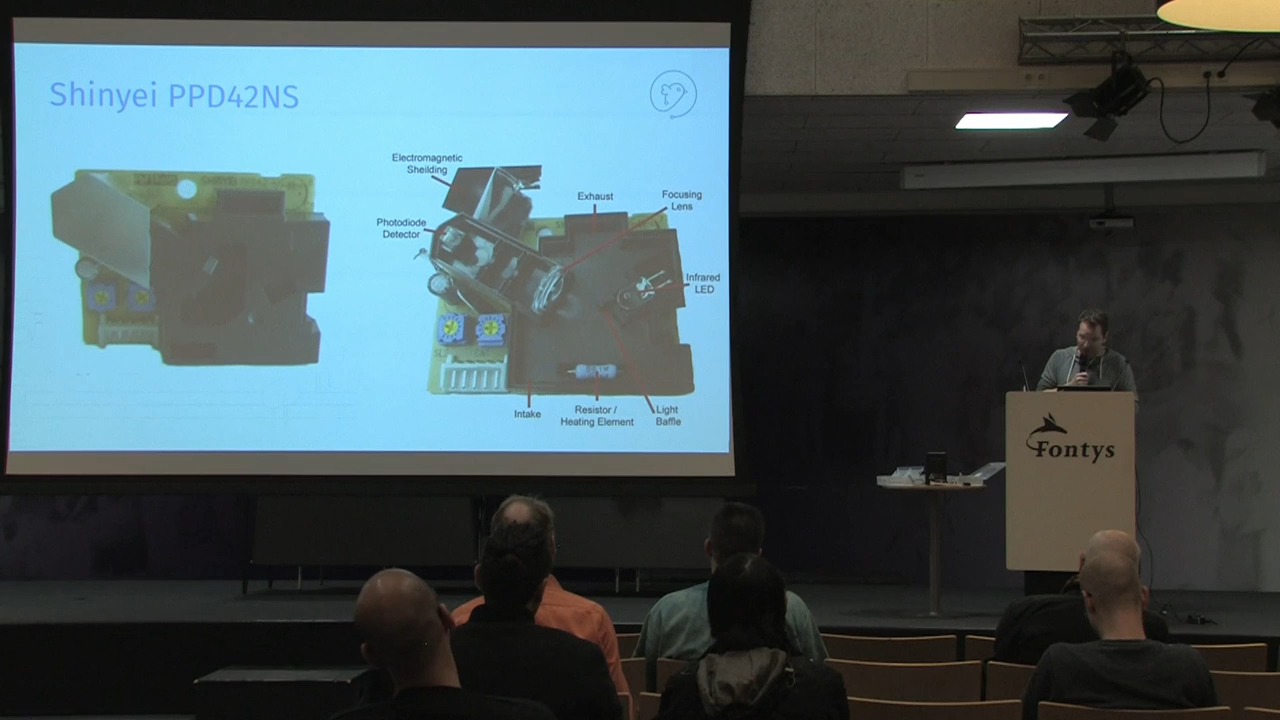 Shinyei PPD42NS
Electromagnetic
Sheilding
Exhaust
Focusing
Lens
Photodiode
Detector
Infrared
LED
Intake
Resistor /
Heating Element
Light
Baffle
Fontys